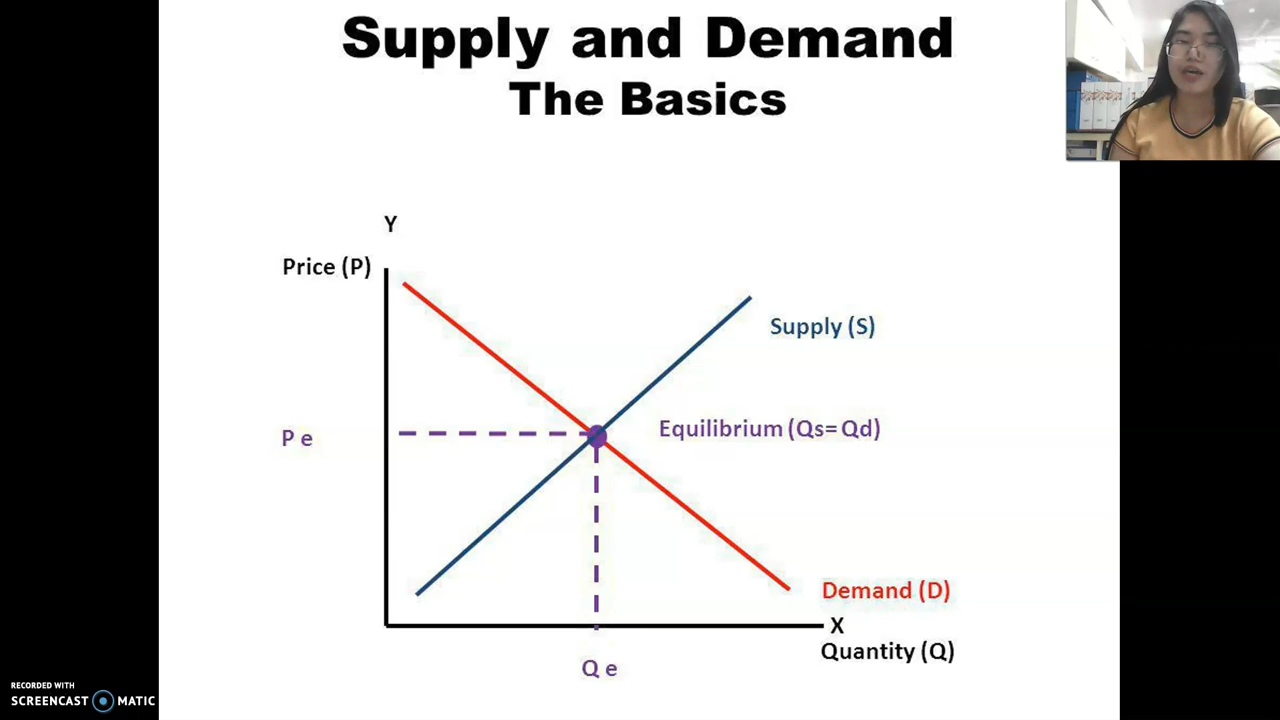 Supply and Demand
The Basics
Y
Price (P)
Supply (S)
Equilibrium (Qs= Qd)
P e
Demand (D)
X
Quantity (Q)
Q e
RECORDED WITH
SCREENCAST MATIC